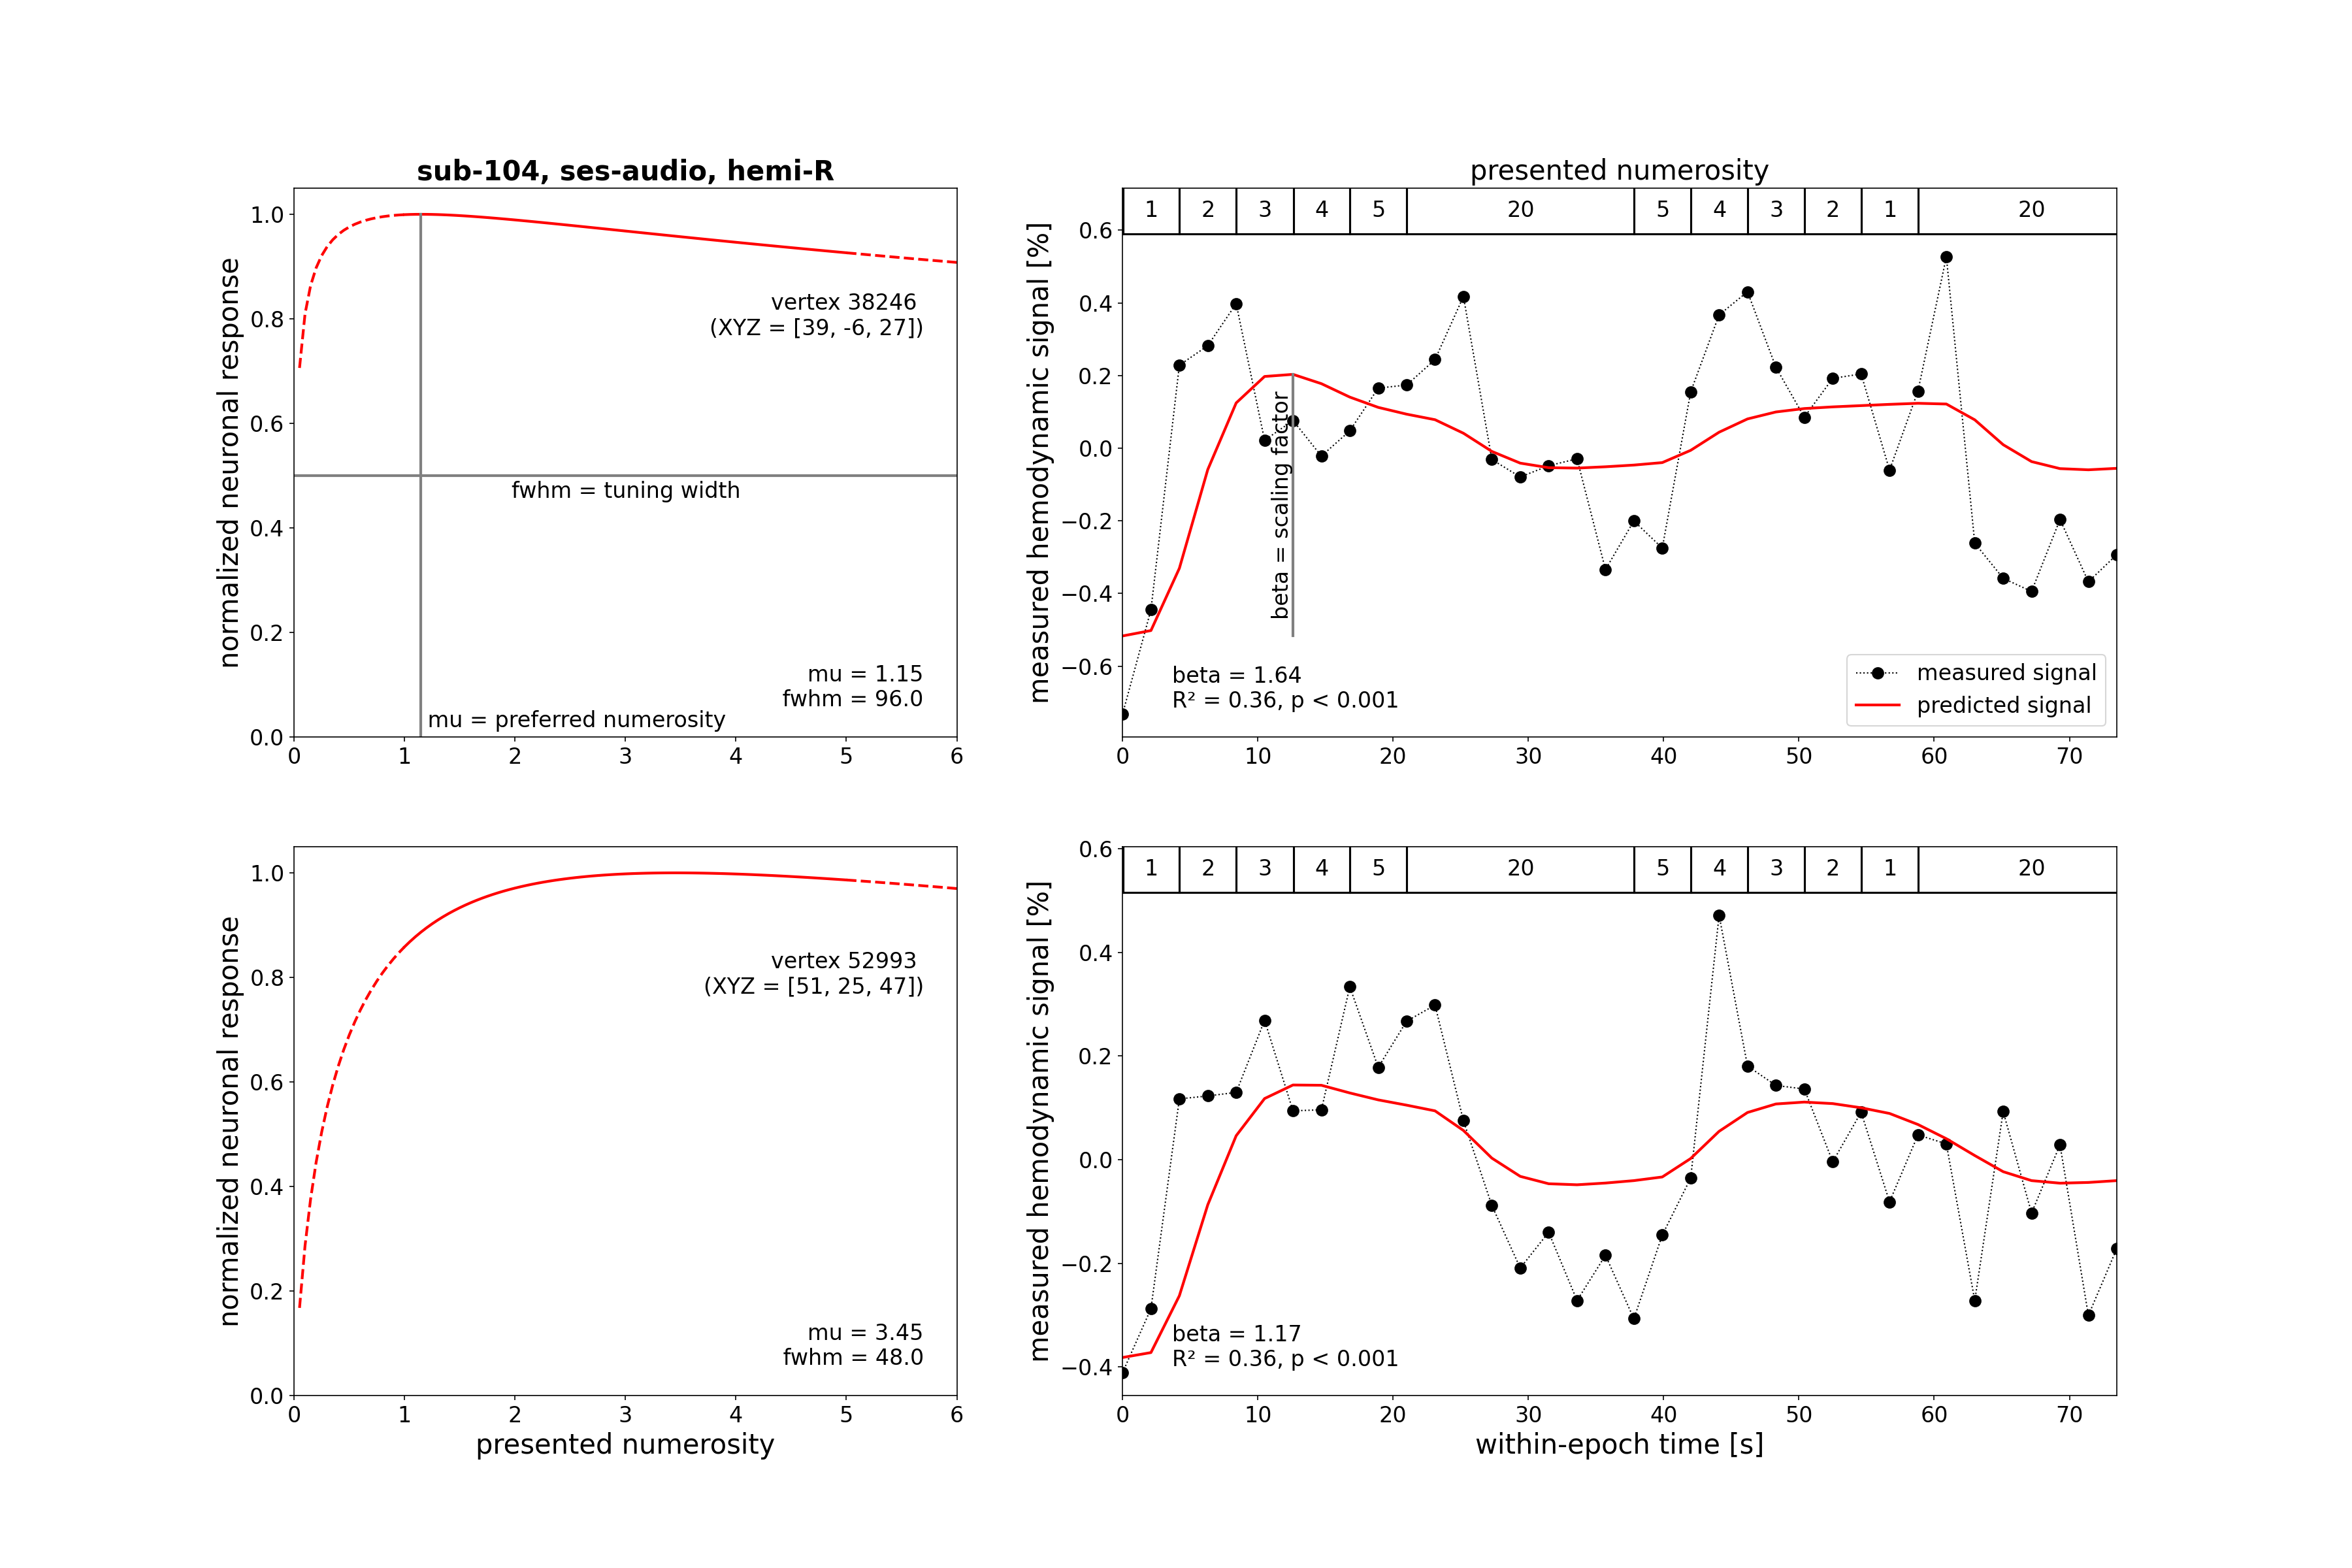 sub-104, ses-audio, hemi-R
normalized neuronal response
1.0
0.8
0.6
0.4
0.2
0.0
0 1 2 3 4 5 6
vertex 38246
(XYZ = [39, -6, 27])
fwhm = tuning width
mu = 1.15
fwhm = 96.0
mu = preferred numerosity
presented numerosity
1 2 3 4 5 20 5 4 3 2 1 20
measured hemodynamic signal [%]
0.6
0.4
0.2
0.0
−0.2
−0.4
−0.6
0 10 20 30 40 50 60 70
beta = scaling factor
beta = 1.64
R² = 0.36, p < 0.001
measured signal
predicted signal
normalized neuronal response
1.0
0.8
0.6
0.4
0.2
0.0
0 1 2 3 4 5 6
vertex 52993
(XYZ = [51, 25, 47])
mu = 3.45
fwhm = 48.0
presented numerosity
1 2 3 4 5 20 5 4 3 2 1 20
measured hemodynamic signal [%]
0.6
0.4
0.2
0.0
−0.2
−0.4
beta = 1.17
R² = 0.36, p < 0.001
0 10 20 30 40 50 60 70
within-epoch time [s]